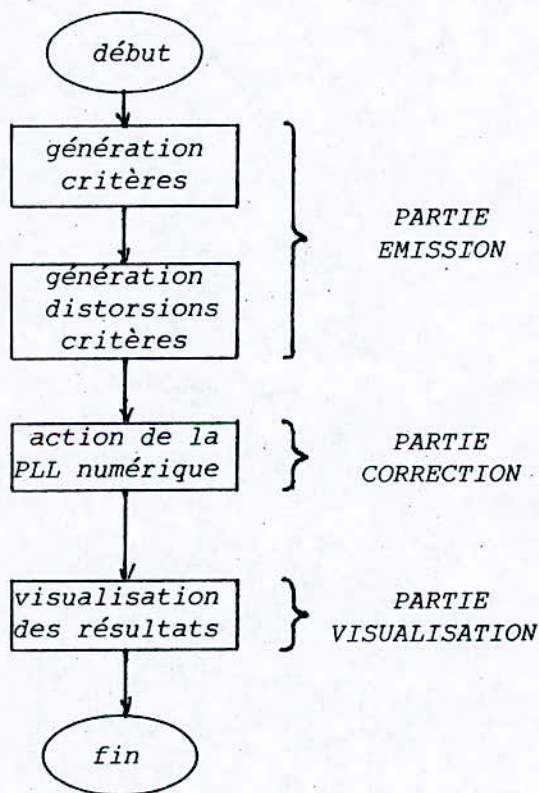 début
génération
critères
génération
distorsions
critères
PARTIE
EMISSION
action de la
PLL numérique
PARTIE
CORRECTION
visualisation
des résultats
PARTIE
VISUALISATION
fin